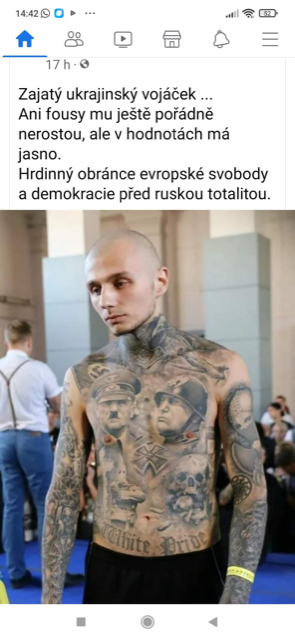 14:42
52
17 h ·
Zajatý ukrajinský vojáček ...
Ani fousy mu ještě pořádně
nerostou, ale v hodnotách má
jasno.
Hrdinný obránce evropské svobody
a demokracie před ruskou totalitou.
White Pride